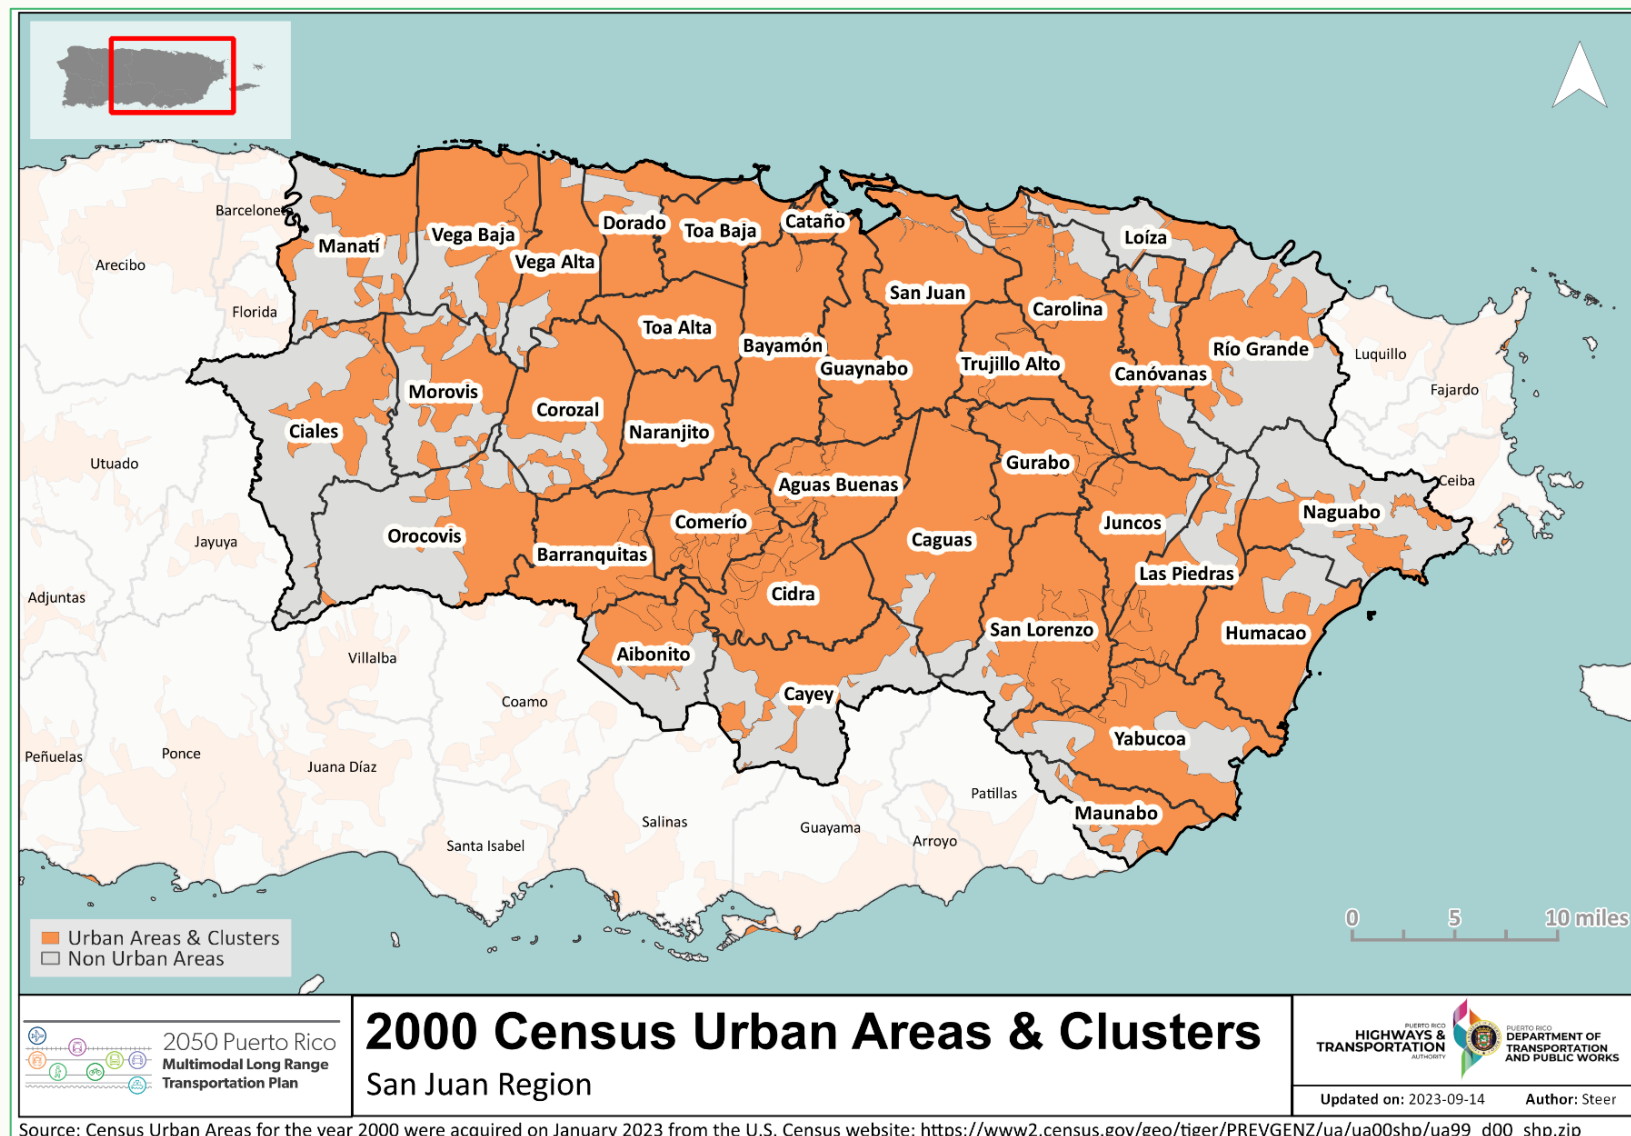 Barceloneta
Arecibo
Florida
Manatí
Vega Baja
Vega Alta
Dorado
Toa Baja
Cataño
San Juan
Loíza
Carolina
Toa Alta
Bayamón
Guaynabo
Trujillo Alto
Canóvanas
Río Grande
Luquillo
Fajardo
Ciales
Morovis
Corozal
Naranjito
Utuado
Aguas Buenas
Gurabo
Ceiba
Naguabo
Juncos
Comerío
Caguas
Orocovis
Barranquitas
Jayuya
Las Piedras
Adjuntas
Cidra
San Lorenzo
Humacao
Villalba
Aibonito
Cayey
Coamo
Yabucoa
Peñuelas
Ponce
Juana Díaz
Patillas
Maunabo
Salinas
Guayama
Arroyo
Santa Isabel
0 5 10 miles
Urban Areas & Clusters
Non Urban Areas
2050 Puerto Rico
Multimodal Long Range
Transportation Plan
2000 Census Urban Areas & Clusters
San Juan Region
PUERTO RICO
HIGHWAYS &
TRANSPORTATION
AUTHORITY
PUERTO RICO
DEPARTMENT OF
TRANSPORTATION
AND PUBLIC WORKS
Updated on: 2023-09-14 Author: Steer
Source: Census Urban Areas for the year 2000 were acquired on January 2023 from the U.S. Census website: https://www2.census.gov/geo/tiger/PREVGENZ/ua/ua00shp/ua99_d00_shp.zip